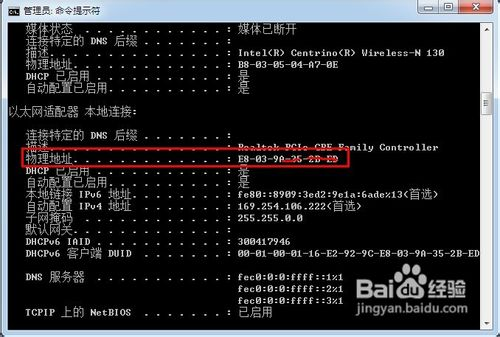 管理员: 命令提示符
媒体状态 . . . . . . . . . . . . : 媒体已断开
连接特定的 DNS 后缀 . . . . . . . :
描述. . . . . . . . . . . . . . . : Intel(R) Centrino(R) Wireless-N 130
物理地址. . . . . . . . . . . . . : B8-03-05-04-A7-0E
DHCP 已启用 . . . . . . . . . . . : 是
自动配置已启用. . . . . . . . . . : 是
以太网适配器 本地连接:
连接特定的 DNS 后缀 . . . . . . . :
描述. . . . . . . . . . . . . . . : Realtek PCIe GBE Family Controller
物理地址. . . . . . . . . . . . . : E8-03-9A-35-2B-ED
DHCP 已启用 . . . . . . . . . . . : 是
自动配置已启用. . . . . . . . . . : 是
本地链接 IPv6 地址. . . . . . . . : fe80::8909:3ed2:9e1a:6ade%13(首选)
自动配置 IPv4 地址 . . . . . . . : 169.254.106.222(首选)
子网掩码 . . . . . . . . . . . . : 255.255.0.0
默认网关. . . . . . . . . . . . . :
DHCPv6 IAID . . . . . . . . . . . : 300417946
DHCPv6 客户端 DUID . . . . . . . : 00-01-00-01-16-E2-92-9C-E8-03-9A-35-2B-ED
DNS 服务器 . . . . . . . . . . . : fec0:0:0:ffff::1%1
fec0:0:0:ffff::2%1
fec0:0:0:ffff::3%1
TCPIP 上的 NetBIOS . . . . . . . : 已启用
Bai du 经验
jingyan.baidu.com